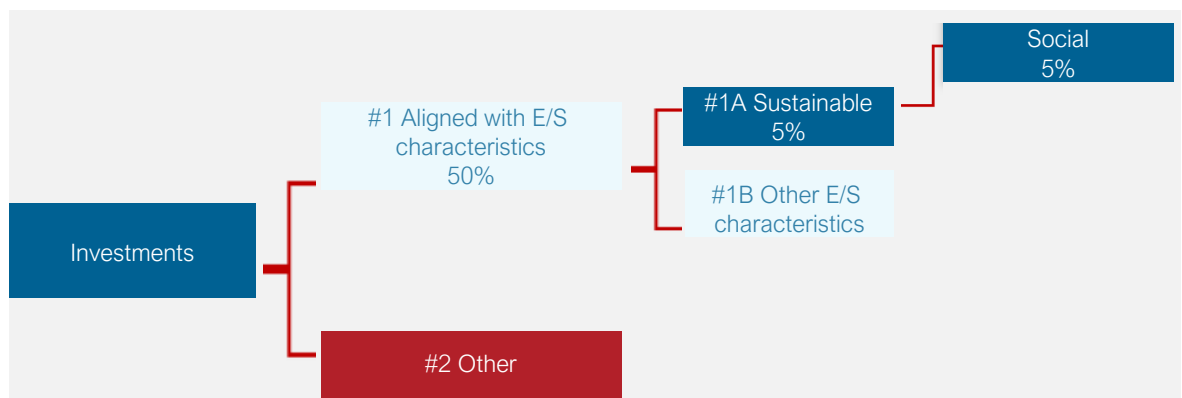 Social
5%
#1A Sustainable
5%
#1 Aligned with E/S
characteristics
50%
#1B Other E/S
characteristics
Investments
#2 Other